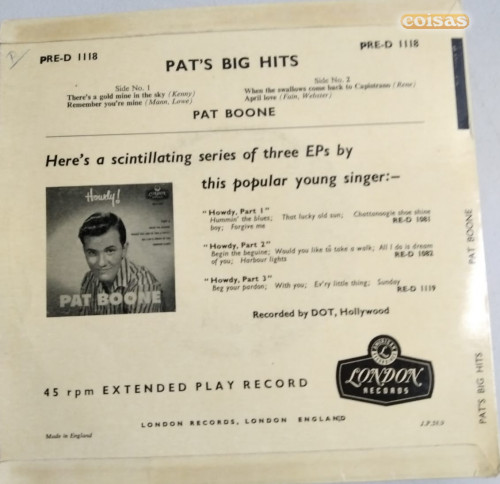 coisas
PRE-D 1118
PRE-D 1118
PAT'S BIG HITS
Side No. 1
There's a gold mine in the sky (Kenny)
Remember you're mine (Mann, Lowe)
Side No. 2
When the swallows come back to Capistrano (Rene)
April love (Fain, Webster)
PAT BOONE
Here's a scintillating series of three EPs by
this popular young singer:—
Howdy!
LONDON
PAT BOONE
"Howdy, Part 1"
Hummin' the blues; That lucky old sun; Chattanoogie shoe shine
boy; Forgive me RE-D 1081
"Howdy, Part 2"
Begin the beguine; Would you like to take a walk; All I do is dream
of you; Harbour lights RE-D 1082
"Howdy, Part 3"
Beg your pardon; With you; Ev'ry little thing; Sunday
RE-D 1119
Recorded by DOT, Hollywood
45 rpm EXTENDED PLAY RECORD
LONDON
RECORDS
LONDON RECORDS, LONDON ENGLAND
Made in England
PAT BOONE
PAT'S BIG HITS